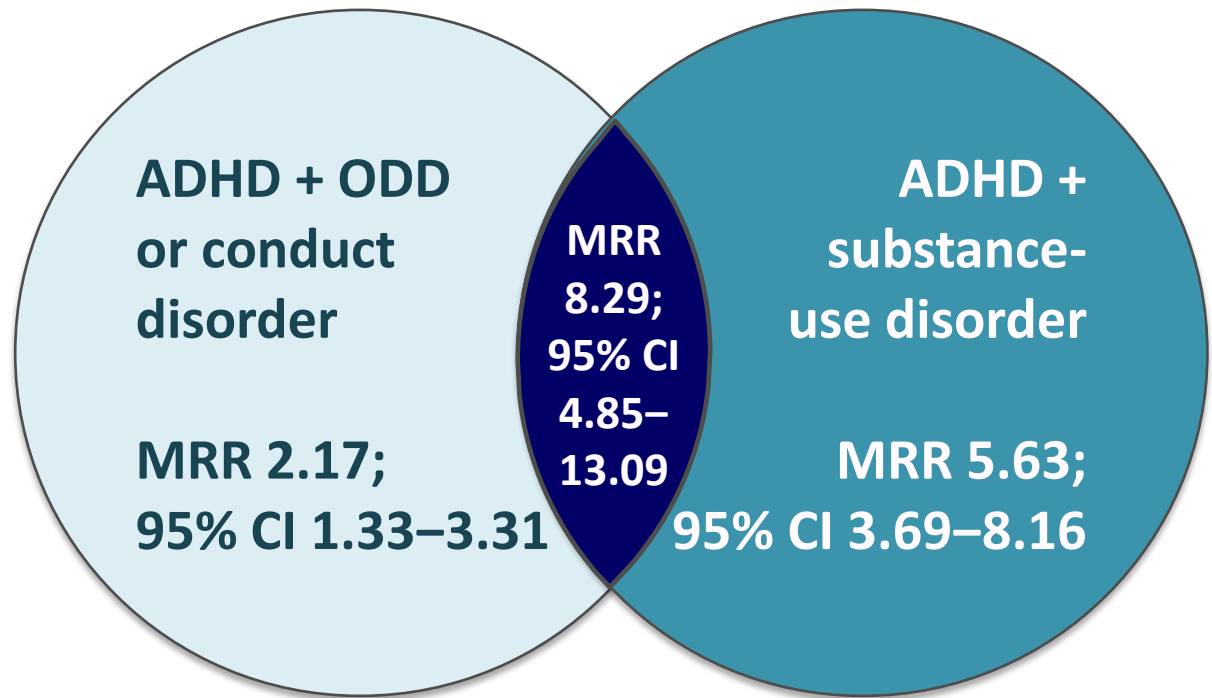 ADHD + ODD
or conduct
disorder
MRR 2.17;
95% CI 1.33–3.31
MRR
8.29;
95% CI
4.85–
13.09
ADHD +
substance-
use disorder
MRR 5.63;
95% CI 3.69–8.16